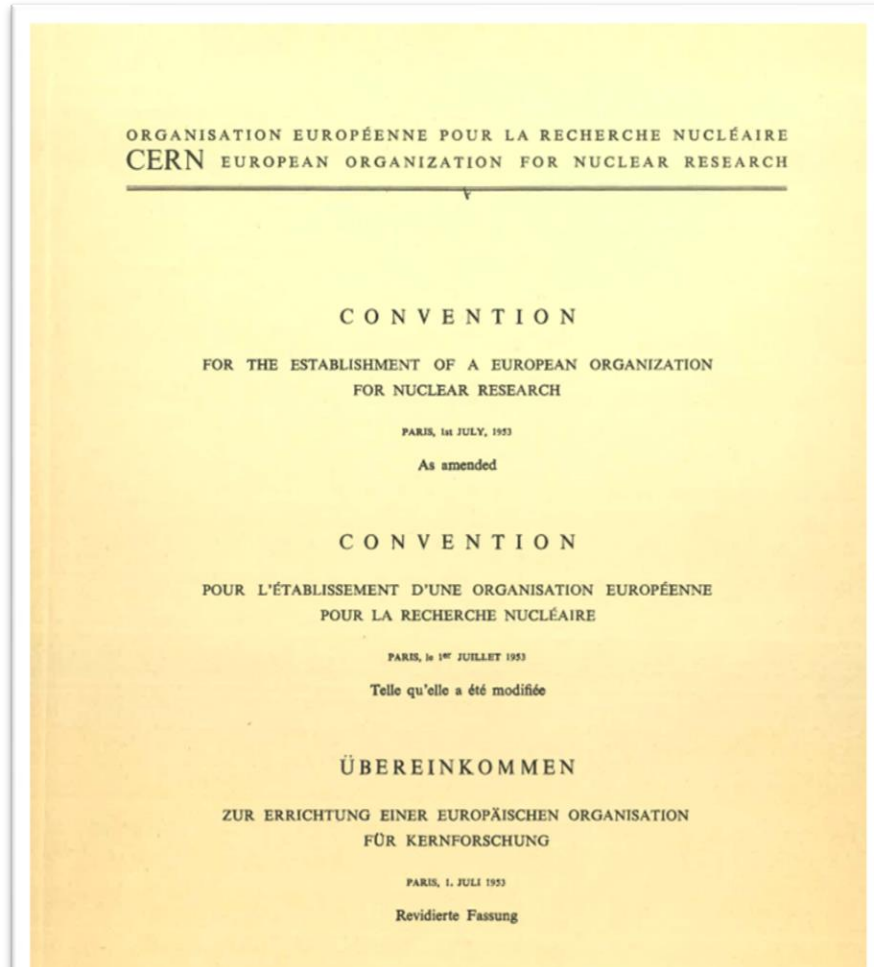 ORGANISATION EUROPÉENNE POUR LA RECHERCHE NUCLÉAIRE
CERN EUROPEAN ORGANIZATION FOR NUCLEAR RESEARCH
CONVENTION
FOR THE ESTABLISHMENT OF A EUROPEAN ORGANIZATION
FOR NUCLEAR RESEARCH
PARIS, 1st JULY, 1953
As amended
CONVENTION
POUR L'ÉTABLISSEMENT D'UNE ORGANISATION EUROPÉENNE
POUR LA RECHERCHE NUCLÉAIRE
PARIS, le 1er JUILLET 1953
Telle qu'elle a été modifiée
ÜBEREINKOMMEN
ZUR ERRICHTUNG EINER EUROPÄISCHEN ORGANISATION
FÜR KERNFORSCHUNG
PARIS, 1. JULI 1953
Revidierte Fassung